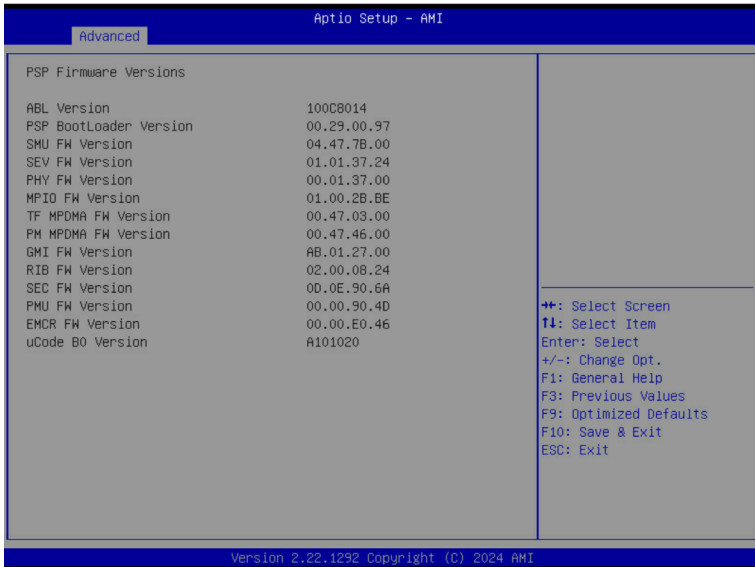 Aptio Setup - AMI
Advanced
PSP Firmware Versions
ABL Version 100C8014
PSP BootLoader Version 00.29.00.97
SMU FW Version 04.47.7B.00
SEV FW Version 01.01.37.24
PHY FW Version 00.01.37.00
MPIO FW Version 01.00.2B.BE
TF MPDMA FW Version 00.47.03.00
PM MPDMA FW Version 00.47.46.00
GMI FW Version AB.01.27.00
RIB FW Version 02.00.08.24
SEC FW Version 0D.0E.90.6A
PMU FW Version 00.00.90.4D
EMCR FW Version 00.00.E0.46
uCode B0 Version A101020
→←: Select Screen
↑↓: Select Item
Enter: Select
+/-: Change Opt.
F1: General Help
F3: Previous Values
F9: Optimized Defaults
F10: Save & Exit
ESC: Exit
Version 2.22.1292 Copyright (C) 2024 AMI